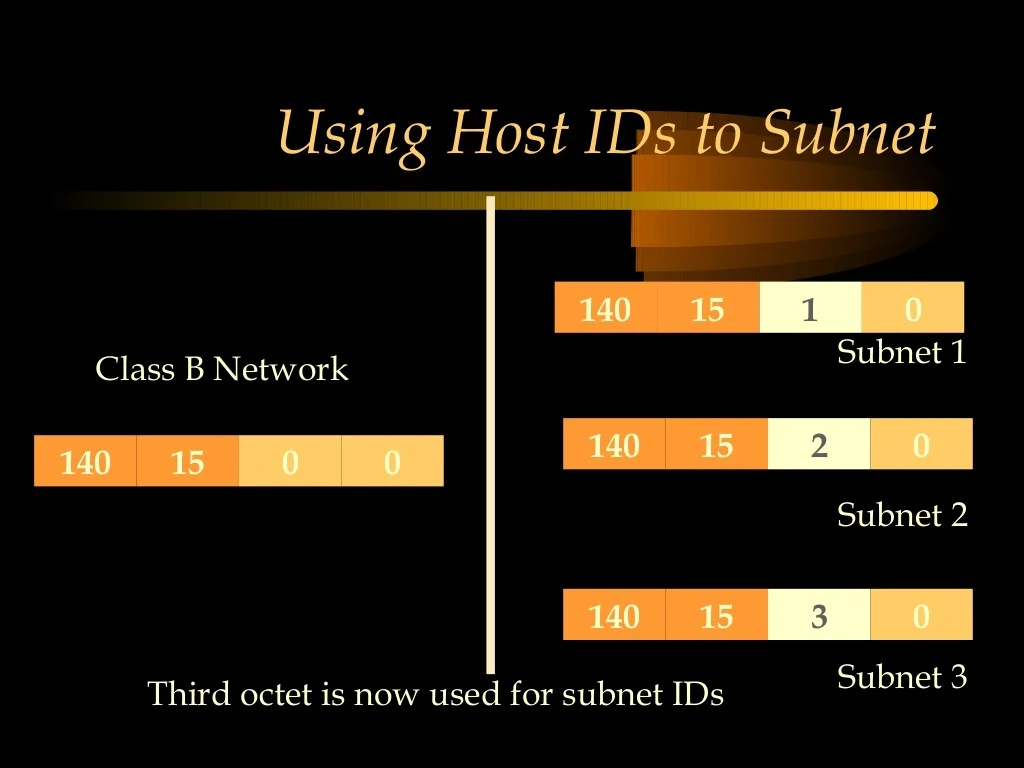 Using Host IDs to Subnet
Class B Network
140 15 0 0
140 15 1 0
Subnet 1
140 15 2 0
Subnet 2
140 15 3 0
Subnet 3
Third octet is now used for subnet IDs